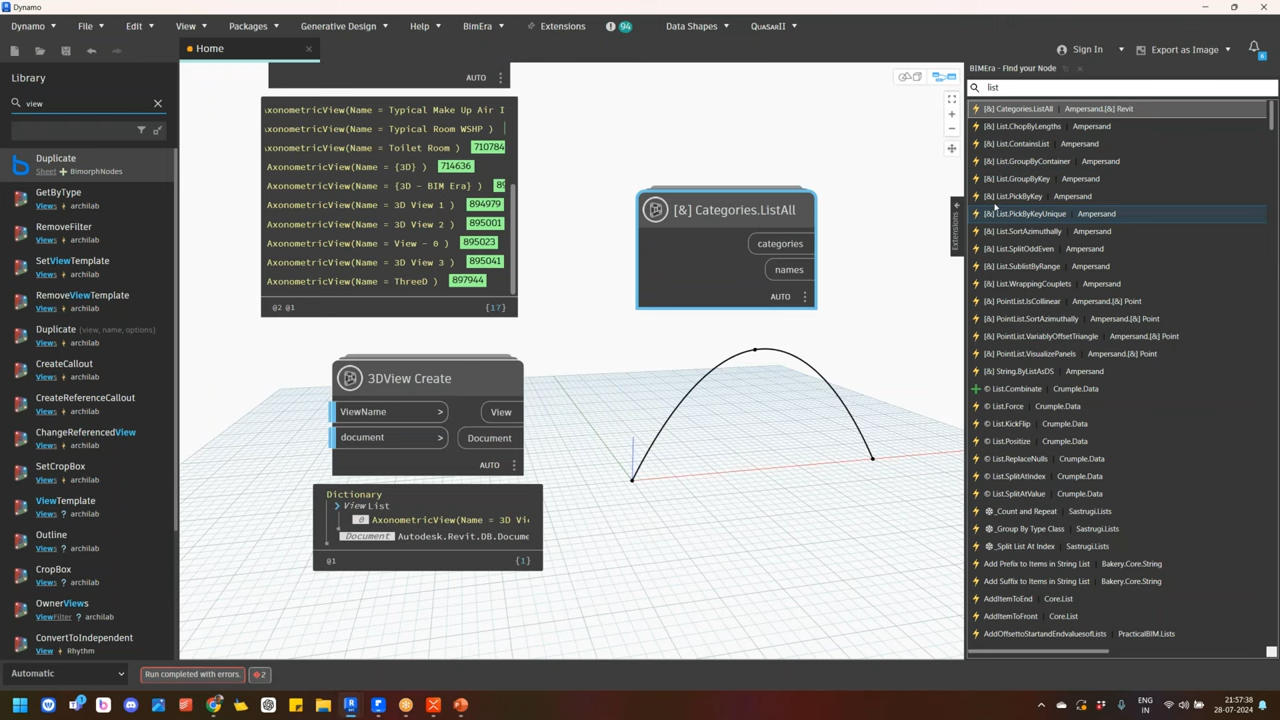 Dynamo
Dynamo File Edit View Packages Generative Design Help BimEra Extensions 94 Data Shapes QuasarII
Home
Sign In Export as Image 6
Library
view
Duplicate
Sheet BimorphNodes
GetByType
Views archilab
RemoveFilter
Views archilab
SetViewTemplate
Views archilab
RemoveViewTemplate
Views archilab
Duplicate (view, name, options)
Views archilab
CreateCallout
Views archilab
CreateReferenceCallout
Views archilab
ChangeReferencedView
Views archilab
SetCropBox
Views archilab
ViewTemplate
Views ? archilab
Outline
Views ? archilab
CropBox
Views ? archilab
OwnerViews
ViewFilter ? archilab
ConvertToIndependent
View Rhythm
AUTO
AxonometricView(Name = Typical Make Up Air I
AxonometricView(Name = Typical Room WSHP )
AxonometricView(Name = Toilet Room ) 710784
AxonometricView(Name = {3D} ) 714636
AxonometricView(Name = {3D - BIM Era} )
AxonometricView(Name = 3D View 1 ) 894979
AxonometricView(Name = 3D View 2 ) 895001
AxonometricView(Name = View - 0 ) 895023
AxonometricView(Name = 3D View 3 ) 895041
AxonometricView(Name = ThreeD ) 897944
@2 @1 {17}
3DView Create
ViewName > View
document > Document
AUTO
Dictionary
View List
0 AxonometricView(Name = 3D Vi
Document Autodesk.Revit.DB.Docume
@1 {1}
[&] Categories.ListAll
categories
names
AUTO
Extensions
BIMEra - Find your Node
list
[&] Categories.ListAll | Ampersand.[&] Revit
[&] List.ChopByLengths | Ampersand
[&] List.ContainsList | Ampersand
[&] List.GroupByContainer | Ampersand
[&] List.GroupByKey | Ampersand
[&] List.PickByKey | Ampersand
[&] List.PickByKeyUnique | Ampersand
[&] List.SortAzimuthally | Ampersand
[&] List.SplitOddEven | Ampersand
[&] List.SublistByRange | Ampersand
[&] List.WrappingCouplets | Ampersand
[&] PointList.IsCollinear | Ampersand.[&] Point
[&] PointList.SortAzimuthally | Ampersand.[&] Point
[&] PointList.VariablyOffsetTriangle | Ampersand.[&] Point
[&] PointList.VisualizePanels | Ampersand.[&] Point
[&] String.ByListAsDS | Ampersand
© List.Combinate | Crumple.Data
© List.Force | Crumple.Data
© List.KickFlip | Crumple.Data
© List.Positize | Crumple.Data
© List.ReplaceNulls | Crumple.Data
© List.SplitAtIndex | Crumple.Data
© List.SplitAtValue | Crumple.Data
_Count and Repeat | Sastrugi.Lists
_Group By Type Class | Sastrugi.Lists
_Split List At Index | Sastrugi.Lists
Add Prefix to Items in String List | Bakery.Core.String
Add Suffix to Items in String List | Bakery.Core.String
AddItemToEnd | Core.List
AddItemToFront | Core.List
AddOffsettoStartandEndvaluesofLists | PracticalBIM.Lists
Automatic Run completed with errors. 2
ENG
IN
21:57:38
28-07-2024